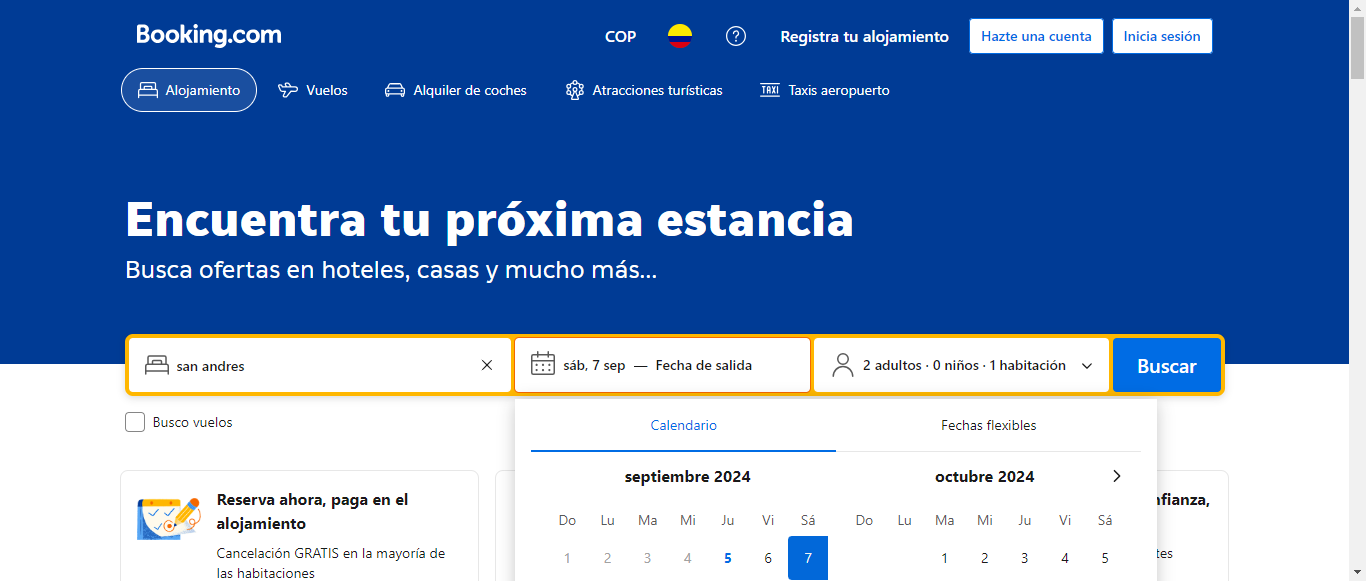 Booking.com
COP
Registra tu alojamiento
Hazte una cuenta
Inicia sesión
Alojamiento
Vuelos
Alquiler de coches
Atracciones turísticas
TAXI
Taxis aeropuerto
Encuentra tu próxima estancia
Busca ofertas en hoteles, casas y mucho más...
san andres
sáb, 7 sep — Fecha de salida
2 adultos · 0 niños · 1 habitación
Buscar
Busco vuelos
Calendario
Fechas flexibles
septiembre 2024
octubre 2024
Do Lu Ma Mi Ju Vi Sá
Do Lu Ma Mi Ju Vi Sá
1 2 3 4 5 6 7
1 2 3 4 5
Reserva ahora, paga en el
alojamiento
Cancelación GRATIS en la mayoría de
las habitaciones
nfianza,
tes